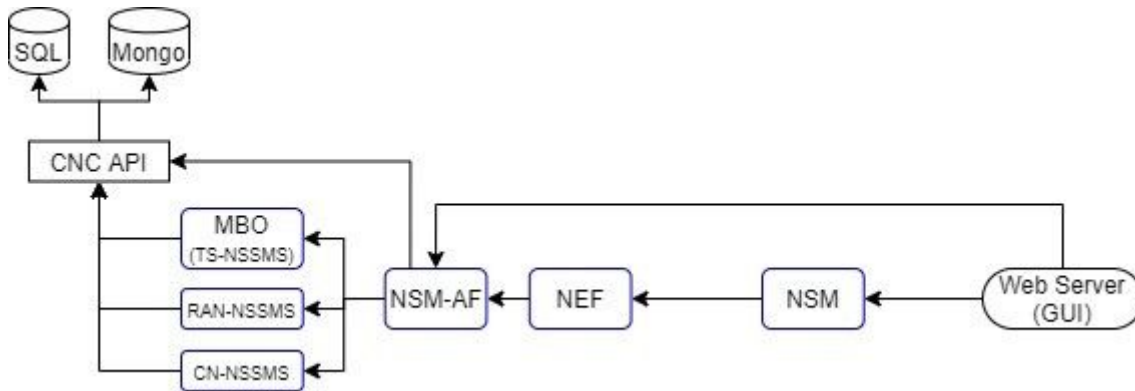 SQL
Mongo
CNC API
MBO
(TS-NSSMS)
RAN-NSSMS
CN-NSSMS
NSM-AF
NEF
NSM
Web Server
(GUI)